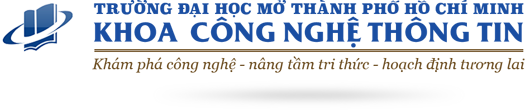 TRƯỜNG ĐẠI HỌC MỞ THÀNH PHỐ HỒ CHÍ MINH
KHOA CÔNG NGHỆ THÔNG TIN
Khám phá công nghệ - nâng tầm tri thức - hoạch định tương lai